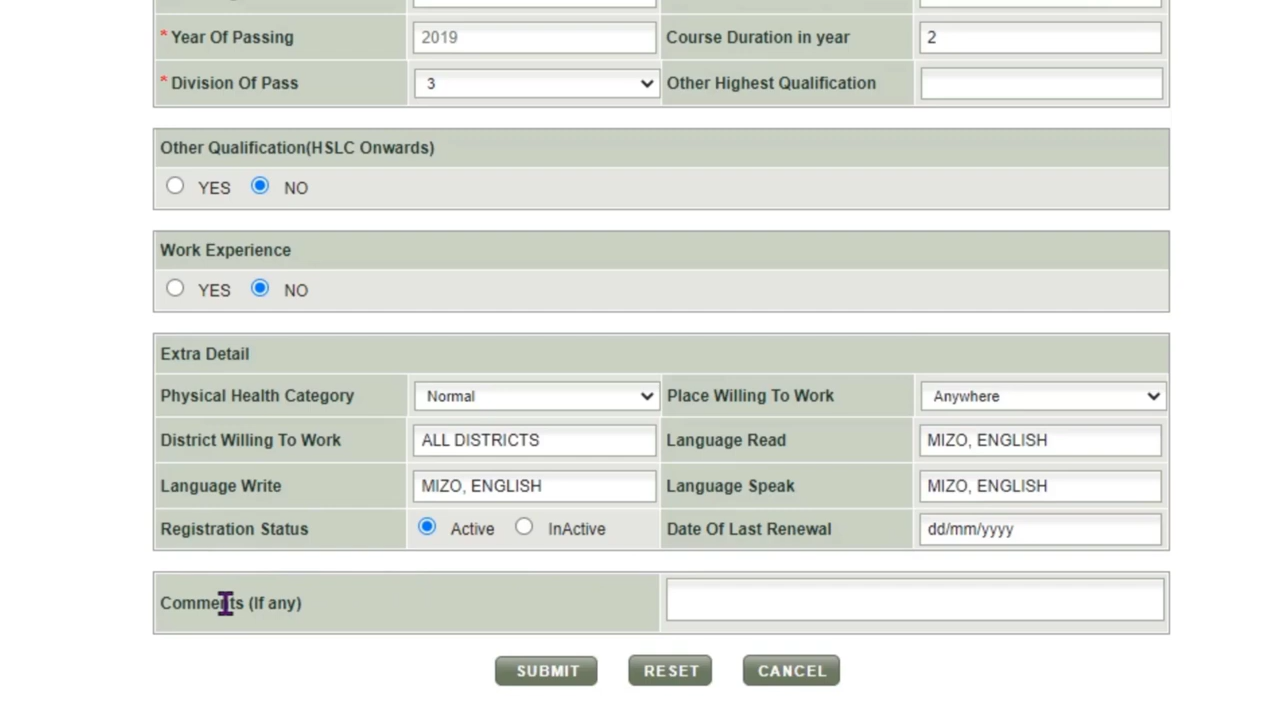 * Year Of Passing 2019 Course Duration in year 2
* Division Of Pass 3 Other Highest Qualification
Other Qualification(HSLC Onwards)
YES NO
Work Experience
YES NO
Extra Detail
Physical Health Category Normal Place Willing To Work Anywhere
District Willing To Work ALL DISTRICTS Language Read MIZO, ENGLISH
Language Write MIZO, ENGLISH Language Speak MIZO, ENGLISH
Registration Status Active InActive Date Of Last Renewal dd/mm/yyyy
Comments (If any)
SUBMIT RESET CANCEL